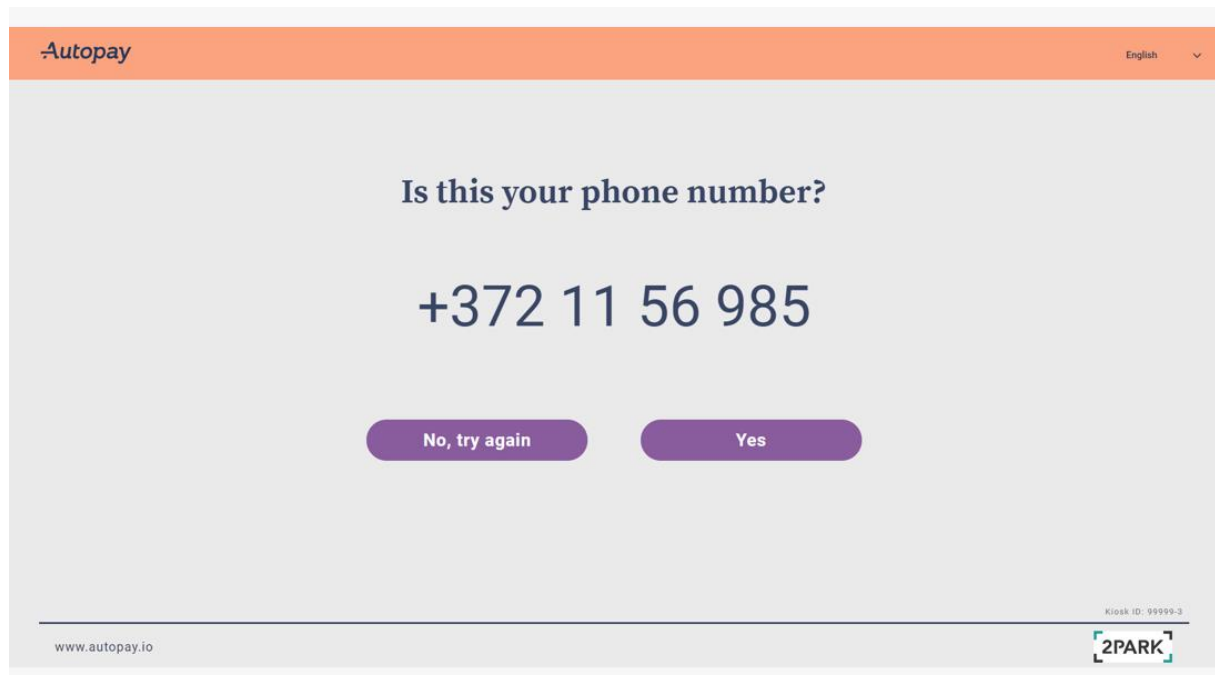 Autopay
English
Is this your phone number?
+372 11 56 985
No, try again
Yes
Kiosk ID: 99999-3
www.autopay.io
2PARK